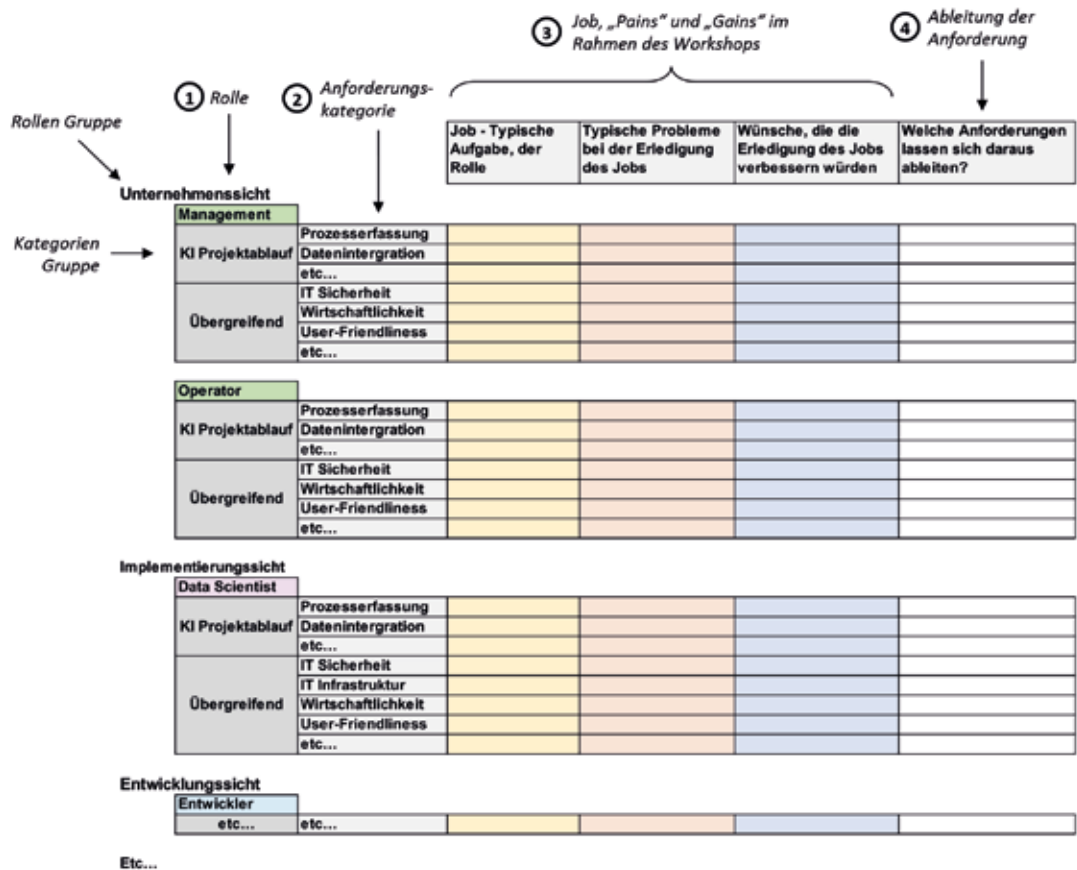 ③ Job, „Pains" und „Gains" im
Rahmen des Workshops
④ Ableitung der
Anforderung
① Rolle
② Anforderungs-
kategorie
Rollen Gruppe
Job - Typische
Aufgabe, der
Rolle
Typische Probleme
bei der Erledigung
des Jobs
Wünsche, die die
Erledigung des Jobs
verbessern würden
Welche Anforderungen
lassen sich daraus
ableiten?
Unternehmenssicht
Management
Kategorien
Gruppe
KI Projektablauf
Prozesserfassung
Datenintergration
etc...
Übergreifend
IT Sicherheit
Wirtschaftlichkeit
User-Friendliness
etc...
Operator
KI Projektablauf
Prozesserfassung
Datenintergration
etc...
Übergreifend
IT Sicherheit
Wirtschaftlichkeit
User-Friendliness
etc...
Implementierungssicht
Data Scientist
KI Projektablauf
Prozesserfassung
Datenintergration
etc...
Übergreifend
IT Sicherheit
IT Infrastruktur
Wirtschaftlichkeit
User-Friendliness
etc...
Entwicklungssicht
Entwickler
etc...
etc...
Etc...